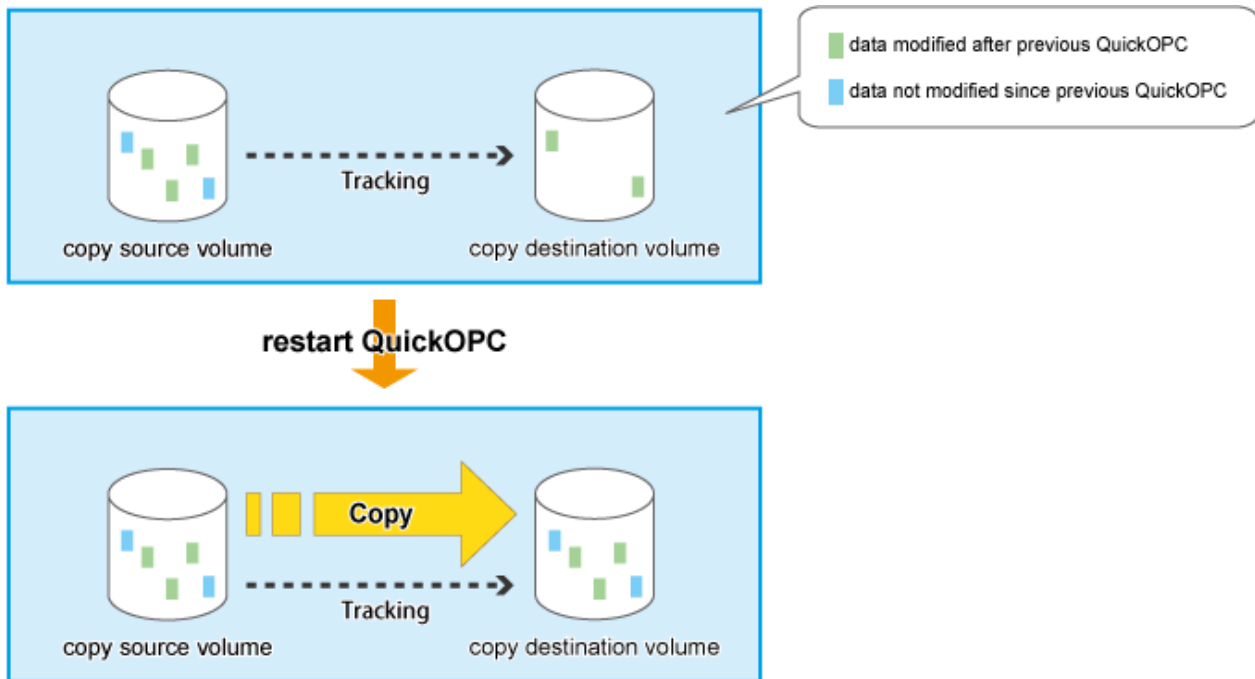 data modified after previous QuickOPC
data not modified since previous QuickOPC
Tracking
copy source volume
copy destination volume
restart QuickOPC
Copy
Tracking
copy source volume
copy destination volume